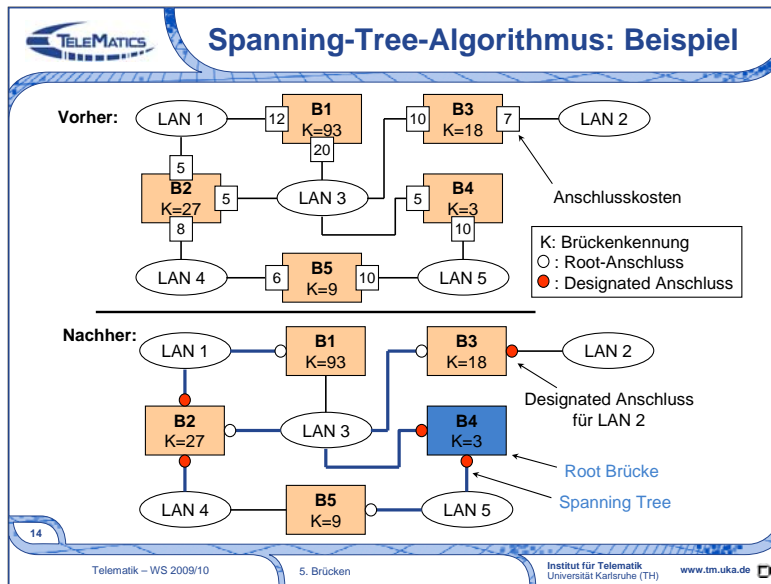 TELEMATICS
Spanning-Tree-Algorithmus: Beispiel
Vorher:
LAN 1
12
B1
K=93
20
10
B3
K=18
7
LAN 2
5
B2
K=27
5
8
LAN 3
5
B4
K=3
10
Anschlusskosten
LAN 4
6
B5
K=9
10
LAN 5
K: Brückenkennung
: Root-Anschluss
: Designated Anschluss
Nachher:
LAN 1
B1
K=93
B3
K=18
LAN 2
B2
K=27
LAN 3
B4
K=3
Designated Anschluss
für LAN 2
Root Brücke
Spanning Tree
LAN 4
B5
K=9
LAN 5
14
Telematik – WS 2009/10
5. Brücken
Institut für Telematik
Universität Karlsruhe (TH)
www.tm.uka.de